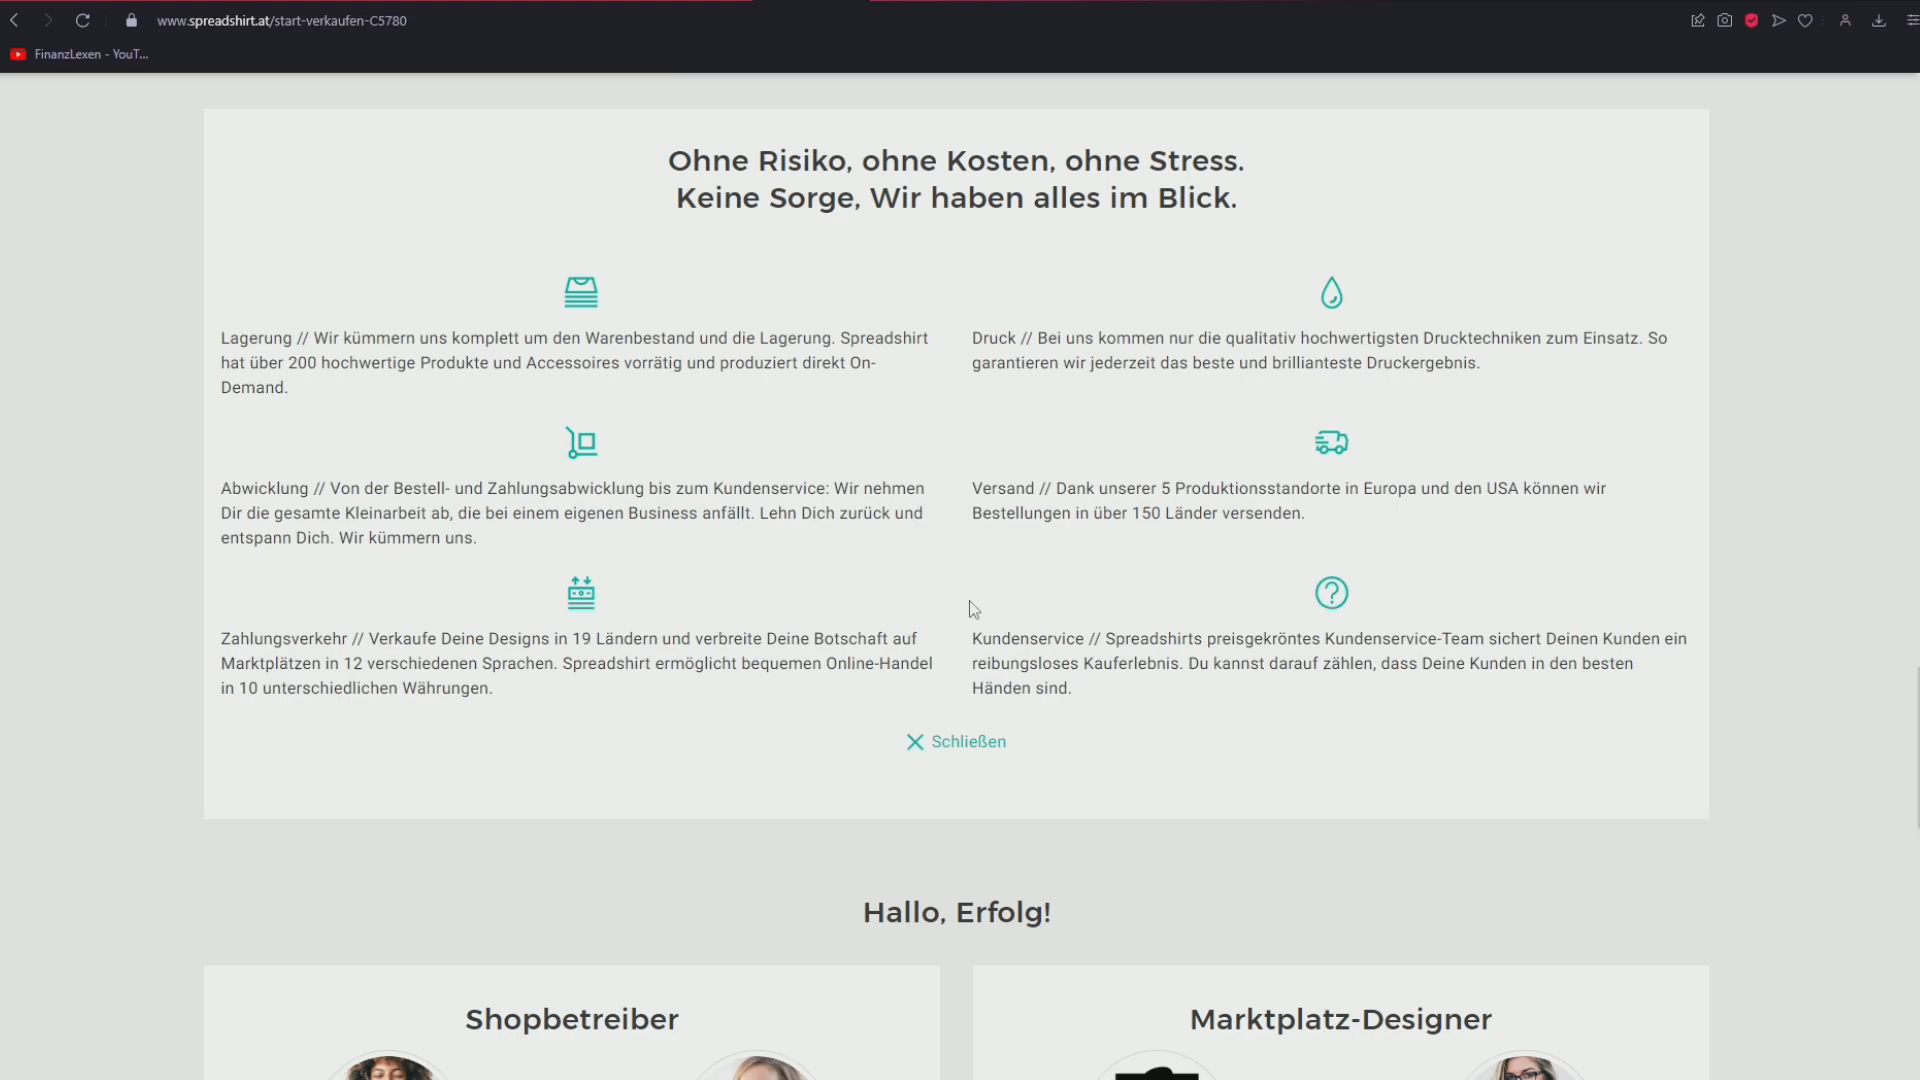 www.spreadshirt.at/start-verkaufen-C5780
FinanzLexen - YouT...
Ohne Risiko, ohne Kosten, ohne Stress.
Keine Sorge, Wir haben alles im Blick.
Lagerung // Wir kümmern uns komplett um den Warenbestand und die Lagerung. Spreadshirt
hat über 200 hochwertige Produkte und Accessoires vorrätig und produziert direkt On-
Demand.
Druck // Bei uns kommen nur die qualitativ hochwertigsten Drucktechniken zum Einsatz. So
garantieren wir jederzeit das beste und brillianteste Druckergebnis.
Abwicklung // Von der Bestell- und Zahlungsabwicklung bis zum Kundenservice: Wir nehmen
Dir die gesamte Kleinarbeit ab, die bei einem eigenen Business anfällt. Lehn Dich zurück und
entspann Dich. Wir kümmern uns.
Versand // Dank unserer 5 Produktionsstandorte in Europa und den USA können wir
Bestellungen in über 150 Länder versenden.
Zahlungsverkehr // Verkaufe Deine Designs in 19 Ländern und verbreite Deine Botschaft auf
Marktplätzen in 12 verschiedenen Sprachen. Spreadshirt ermöglicht bequemen Online-Handel
in 10 unterschiedlichen Währungen.
Kundenservice // Spreadshirts preisgekröntes Kundenservice-Team sichert Deinen Kunden ein
reibungsloses Kauferlebnis. Du kannst darauf zählen, dass Deine Kunden in den besten
Händen sind.
Schließen
Hallo, Erfolg!
Shopbetreiber
Marktplatz-Designer